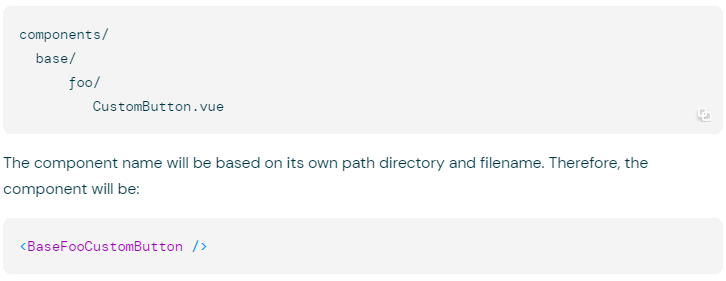 components/
base/
foo/
CustomButton.vue
The component name will be based on its own path directory and filename. Therefore, the
component will be:
<BaseFooCustomButton />